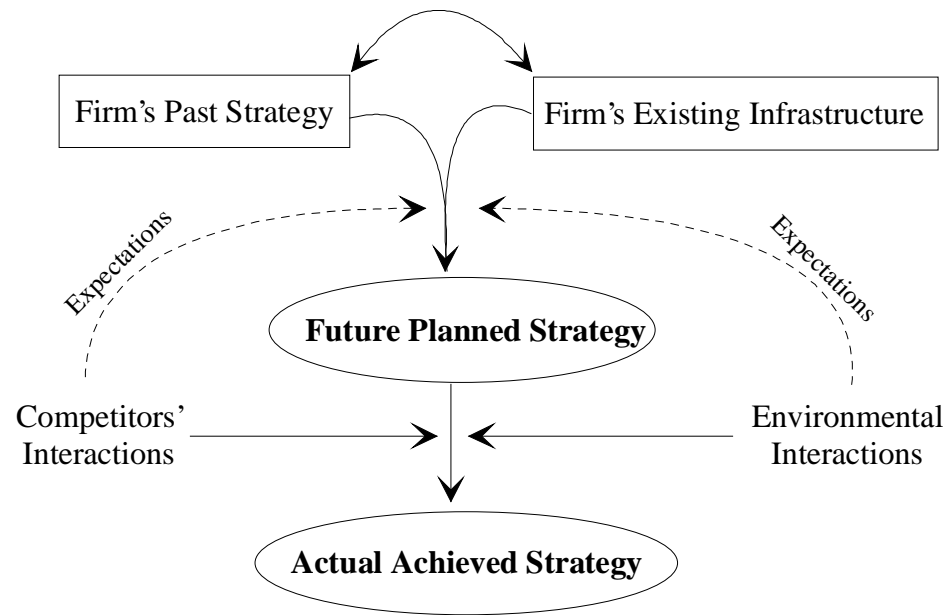 Firm’s Past Strategy
Firm’s Existing Infrastructure
Expectations
Expectations
Future Planned Strategy
Competitors’
Interactions
Environmental
Interactions
Actual Achieved Strategy